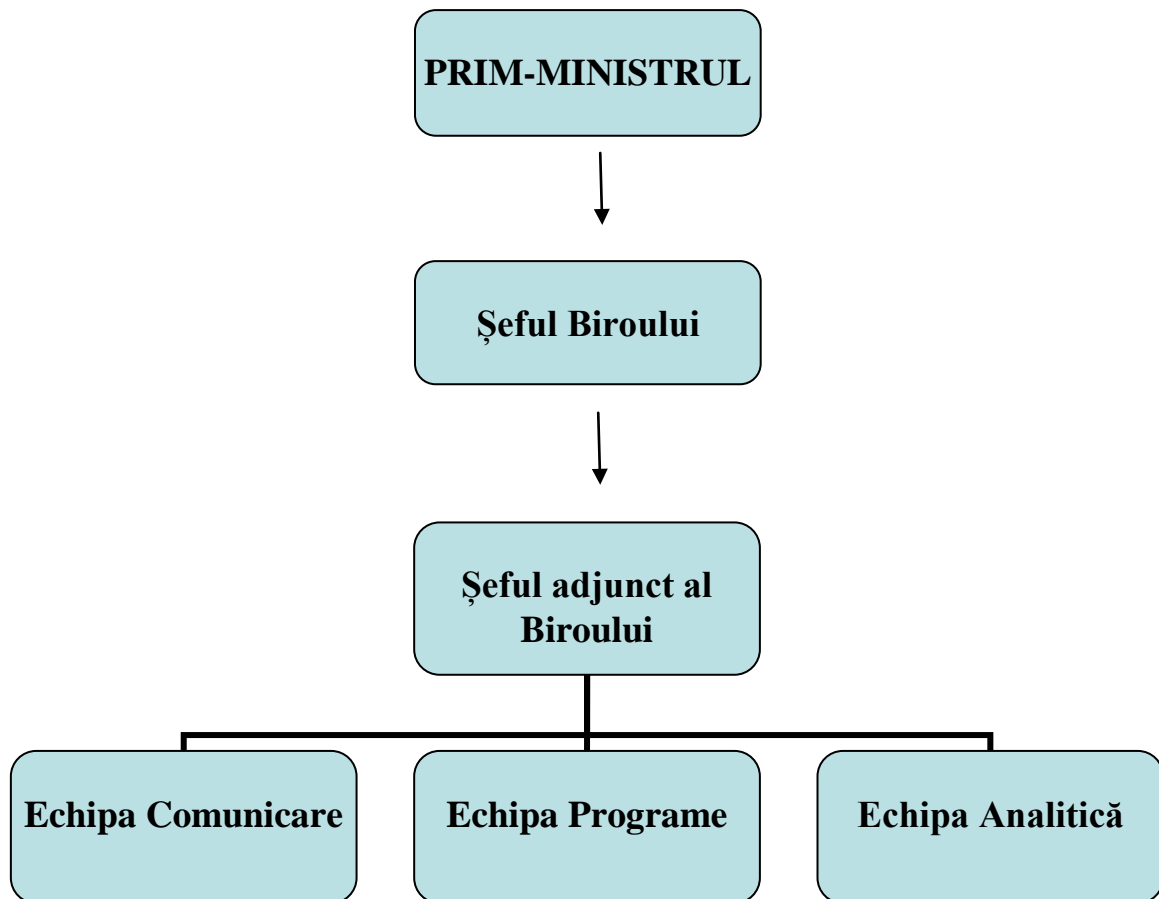 PRIM-MINISTRUL
Șeful Biroului
Șeful adjunct al
Biroului
Echipa Comunicare
Echipa Programe
Echipa Analitică